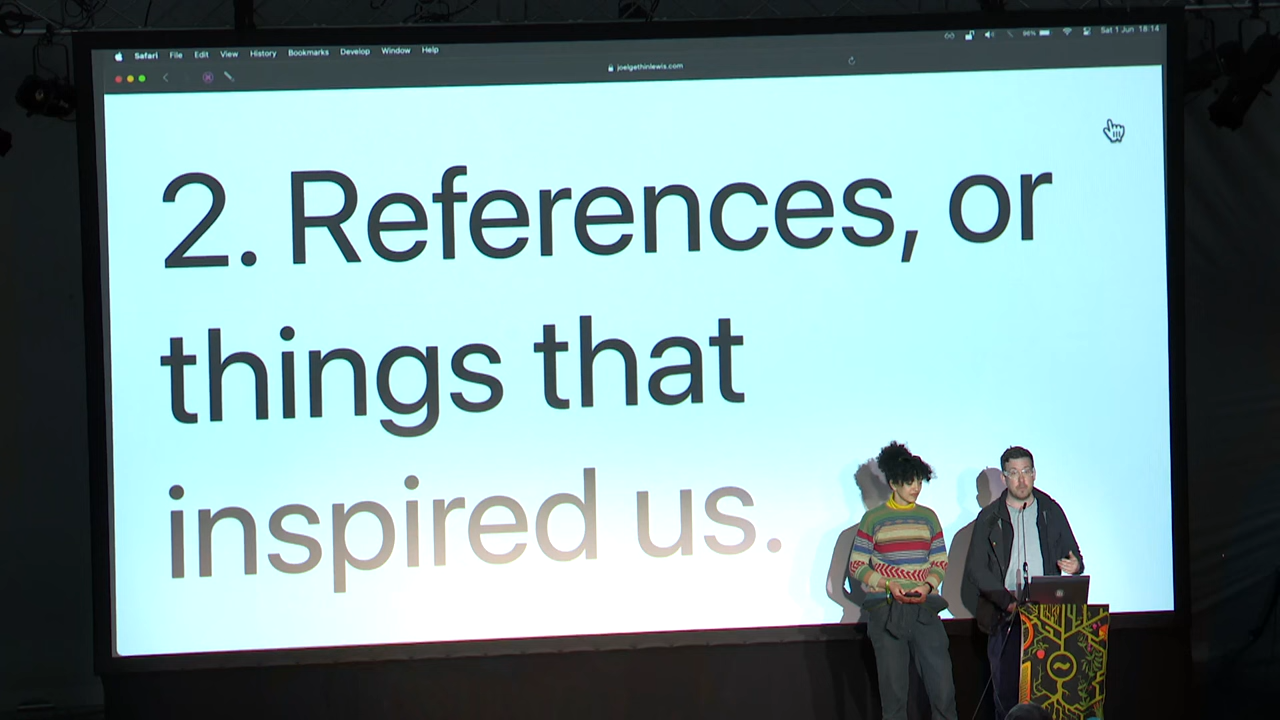 Safari File Edit View History Bookmarks Develop Window Help
96% Sat 1 Jun 18:14
joelgethinlewis.com
2. References, or
things that
inspired us.